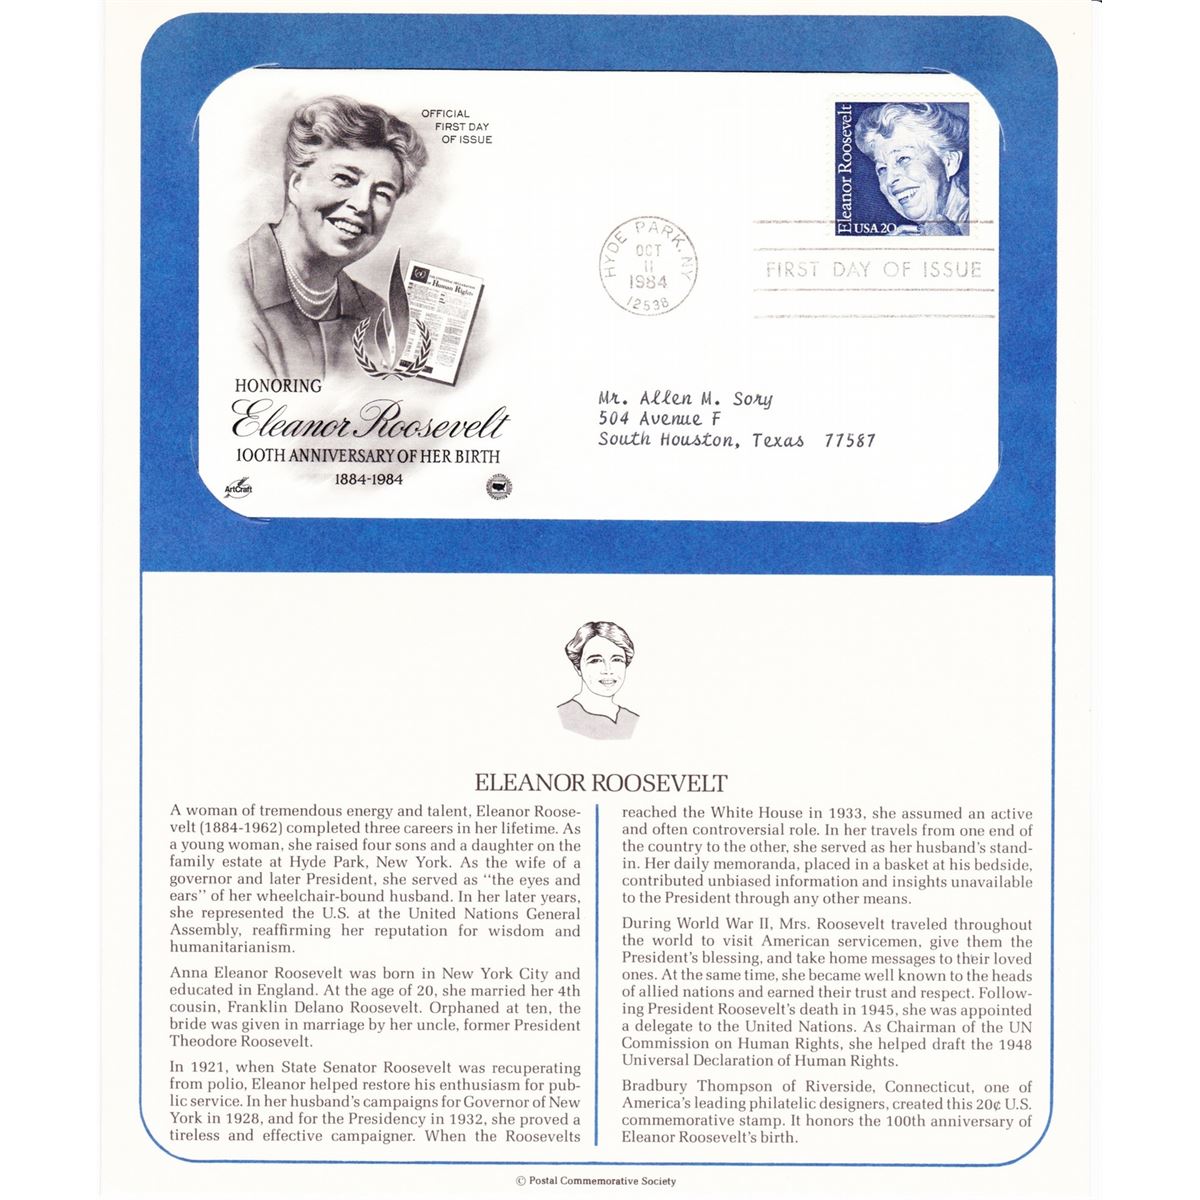 OFFICIAL
FIRST DAY
OF ISSUE
Eleanor Roosevelt
USA 20c
HYDE PARK, NY
OCT
11
1984
12538
FIRST DAY OF ISSUE
Human Rights
HONORING
Eleanor Roosevelt
100TH ANNIVERSARY OF HER BIRTH
1884-1984
ArtCraft
Mr. Allen M. Sory
504 Avenue F
South Houston, Texas 77587
ELEANOR ROOSEVELT
A woman of tremendous energy and talent, Eleanor Roose-
velt (1884-1962) completed three careers in her lifetime. As
a young woman, she raised four sons and a daughter on the
family estate at Hyde Park, New York. As the wife of a
governor and later President, she served as "the eyes and
ears" of her wheelchair-bound husband. In her later years,
she represented the U.S. at the United Nations General
Assembly, reaffirming her reputation for wisdom and
humanitarianism.
Anna Eleanor Roosevelt was born in New York City and
educated in England. At the age of 20, she married her 4th
cousin, Franklin Delano Roosevelt. Orphaned at ten, the
bride was given in marriage by her uncle, former President
Theodore Roosevelt.
In 1921, when State Senator Roosevelt was recuperating
from polio, Eleanor helped restore his enthusiasm for pub-
lic service. In her husband's campaigns for Governor of New
York in 1928, and for the Presidency in 1932, she proved a
tireless and effective campaigner. When the Roosevelts
reached the White House in 1933, she assumed an active
and often controversial role. In her travels from one end of
the country to the other, she served as her husband's stand-
in. Her daily memoranda, placed in a basket at his bedside,
contributed unbiased information and insights unavailable
to the President through any other means.
During World War II, Mrs. Roosevelt traveled throughout
the world to visit American servicemen, give them the
President's blessing, and take home messages to their loved
ones. At the same time, she became well known to the heads
of allied nations and earned their trust and respect. Follow-
ing President Roosevelt's death in 1945, she was appointed
a delegate to the United Nations. As Chairman of the UN
Commission on Human Rights, she helped draft the 1948
Universal Declaration of Human Rights.
Bradbury Thompson of Riverside, Connecticut, one of
America's leading philatelic designers, created this 20¢ U.S.
commemorative stamp. It honors the 100th anniversary of
Eleanor Roosevelt's birth.
© Postal Commemorative Society